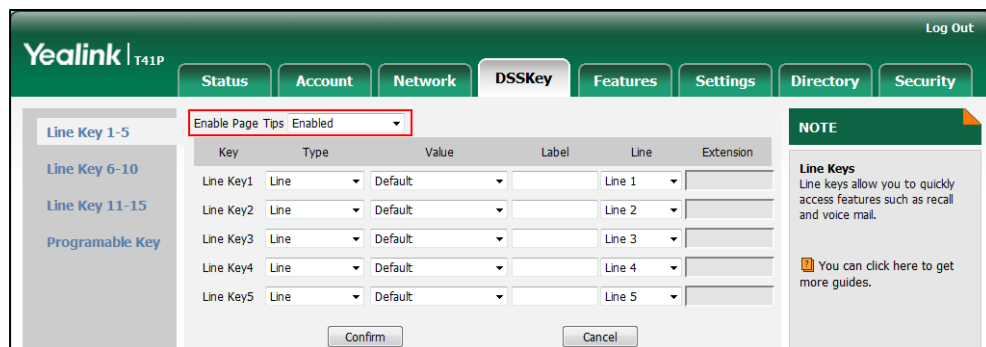 Log Out
Yealink T41P
Status Account Network DSSKey Features Settings Directory Security
Line Key 1-5
Line Key 6-10
Line Key 11-15
Programable Key
Enable Page Tips Enabled
Key Type Value Label Line Extension
Line Key1 Line Default Line 1
Line Key2 Line Default Line 2
Line Key3 Line Default Line 3
Line Key4 Line Default Line 4
Line Key5 Line Default Line 5
Confirm Cancel
NOTE
Line Keys
Line keys allow you to quickly
access features such as recall
and voice mail.
? You can click here to get
more guides.